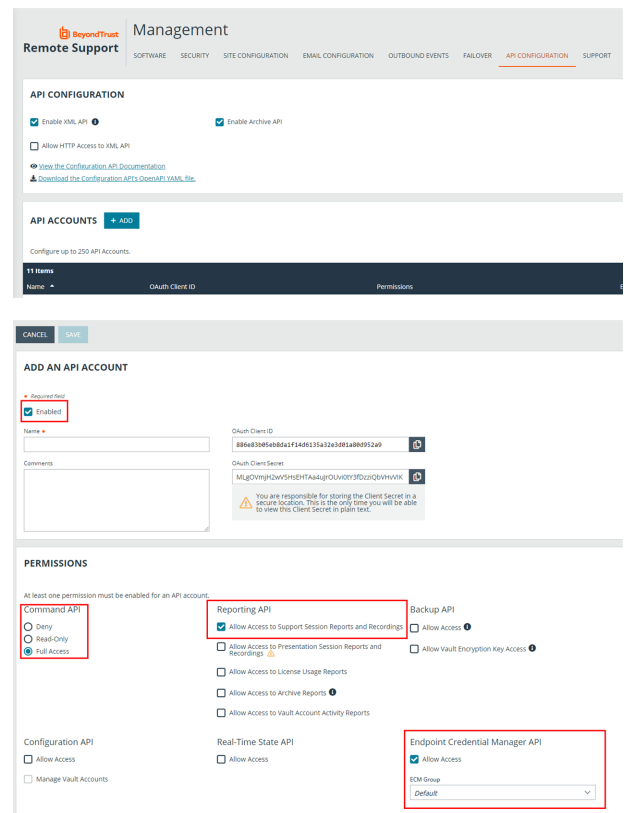 BeyondTrust
Remote Support
Management
SOFTWARE SECURITY SITE CONFIGURATION EMAIL CONFIGURATION OUTBOUND EVENTS FAILOVER API CONFIGURATION SUPPORT
API CONFIGURATION
Enable XML API
Enable Archive API
Allow HTTP Access to XML API
View the Configuration API Documentation
Download the Configuration API's OpenAPI YAML file.
API ACCOUNTS + ADD
Configure up to 250 API Accounts.
11 Items
Name OAuth Client ID Permissions
CANCEL SAVE
ADD AN API ACCOUNT
Required field
Enabled
Name
OAuth Client ID
886e83b05eb8da1f14d6135a32e3d01a80d952a9
Comments
OAuth Client Secret
You are responsible for storing the Client Secret in a
secure location. This is the only time you will be able
to view this Client Secret in plain text.
PERMISSIONS
At least one permission must be enabled for an API account.
Command API
Deny
Read-Only
Full Access
Reporting API
Allow Access to Support Session Reports and Recordings
Allow Access to Presentation Session Reports and
Recordings
Allow Access to License Usage Reports
Allow Access to Archive Reports
Allow Access to Vault Account Activity Reports
Backup API
Allow Access
Allow Vault Encryption Key Access
Configuration API
Allow Access
Manage Vault Accounts
Real-Time State API
Allow Access
Endpoint Credential Manager API
Allow Access
ECM Group
Default